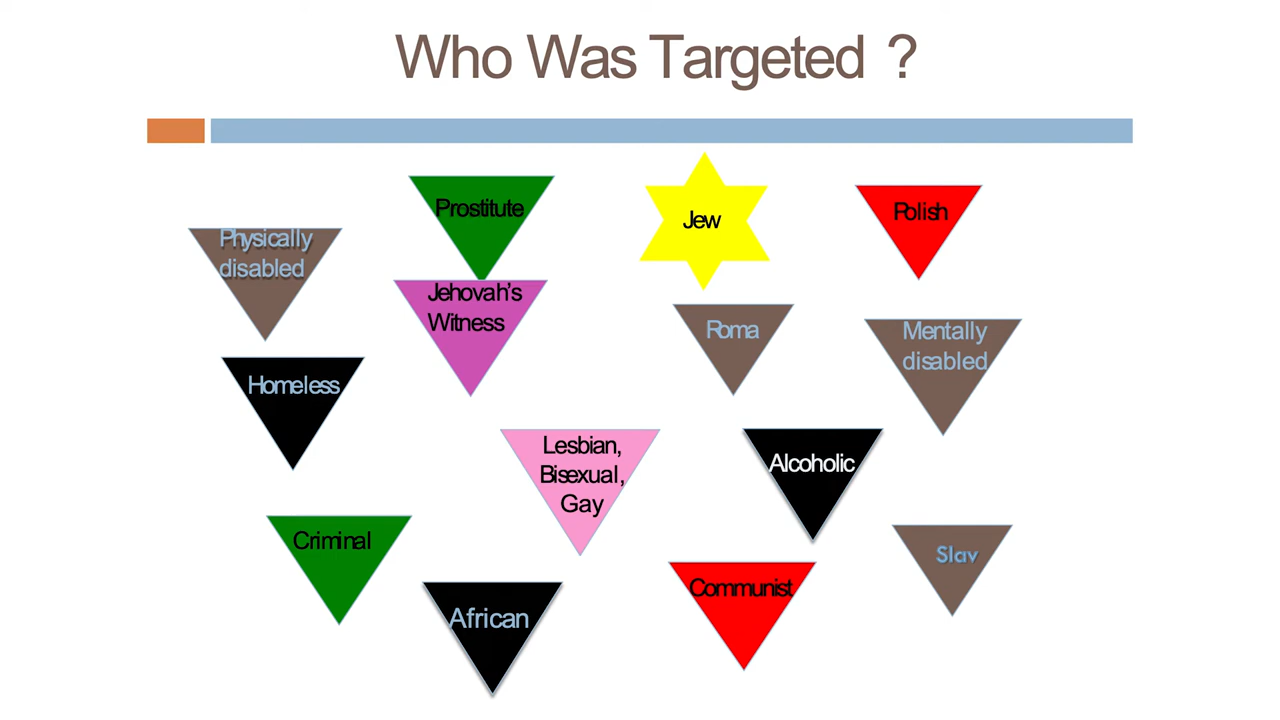 Who Was Targeted ?
Prostitute
Jew
Polish
Physically
disabled
Jehovah's
Witness
Roma
Mentally
disabled
Homeless
Lesbian,
Bisexual,
Gay
Alcoholic
Criminal
Slav
Communist
African